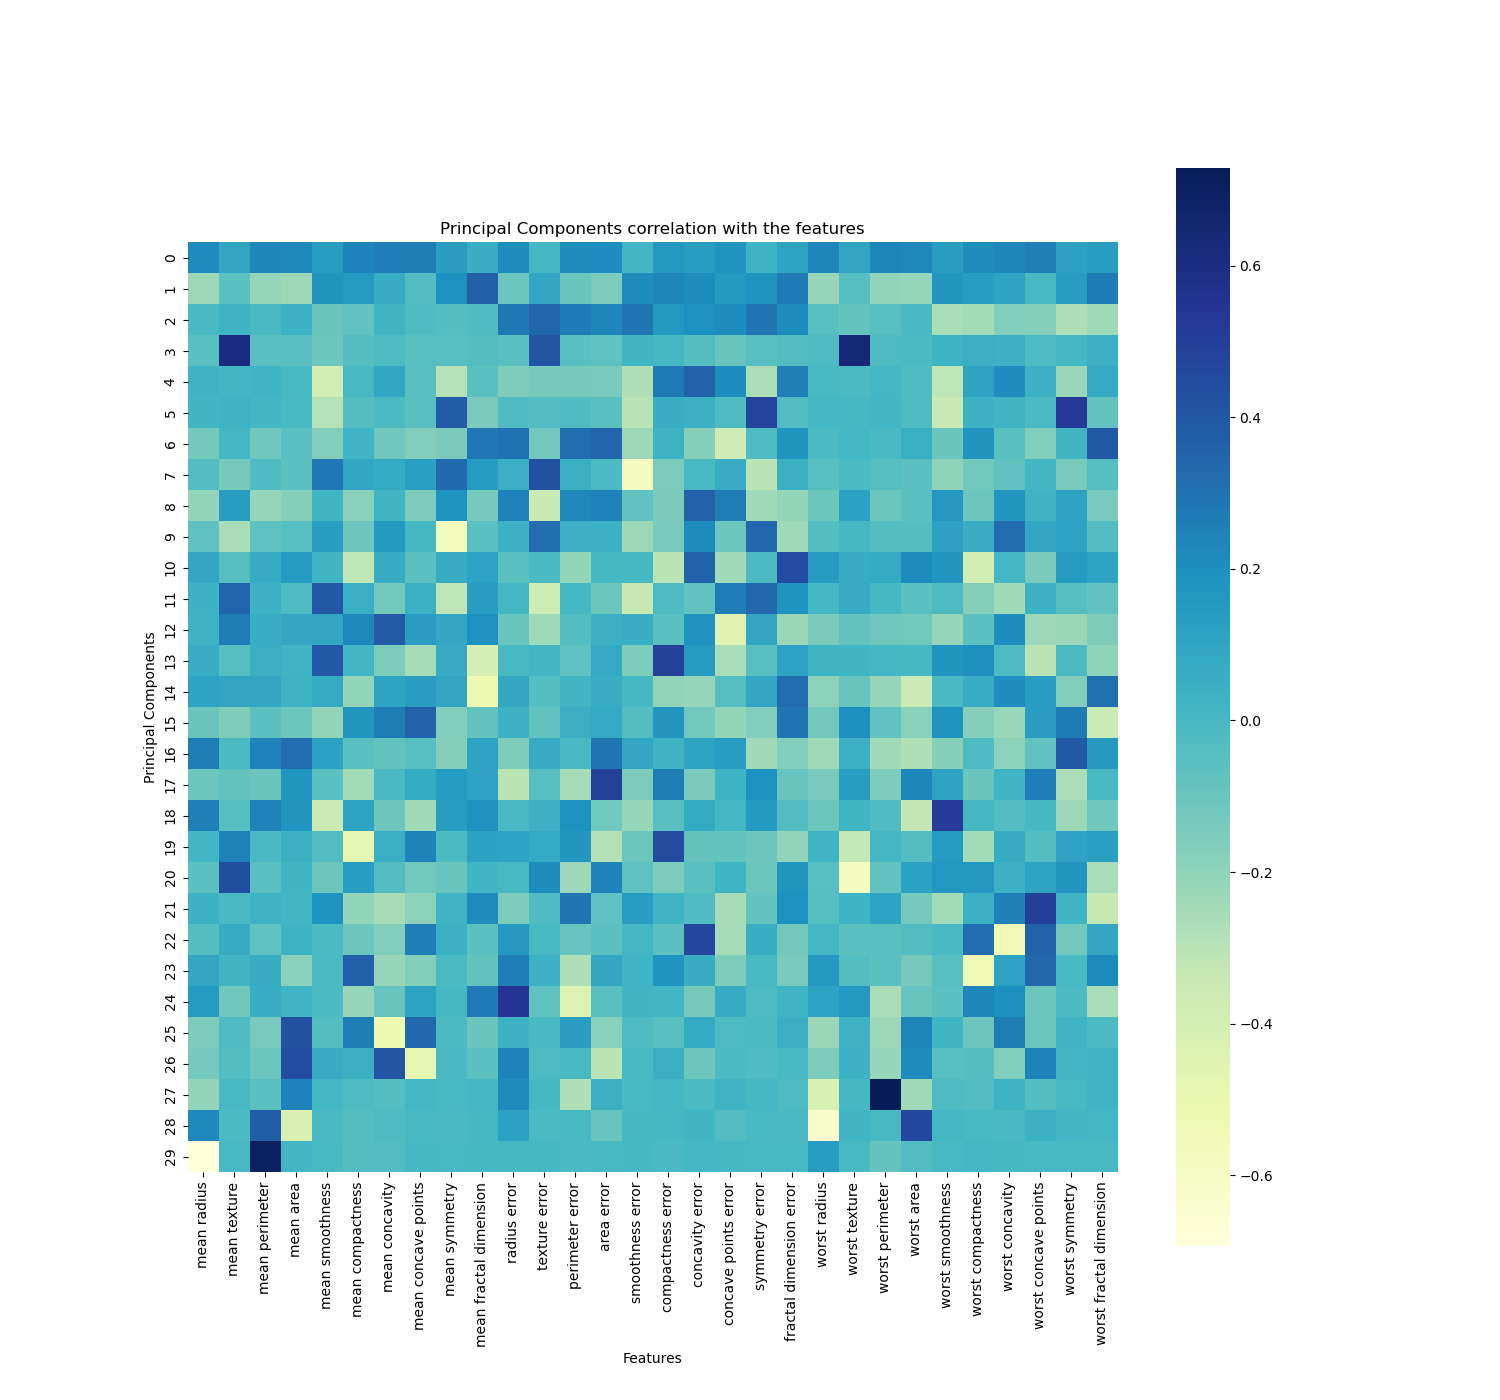 Principal Components correlation with the features
Principal Components
0
1
2
3
4
5
6
7
8
9
10
11
12
13
14
15
16
17
18
19
20
21
22
23
24
25
26
27
28
29
mean radius
mean texture
mean perimeter
mean area
mean smoothness
mean compactness
mean concavity
mean concave points
mean symmetry
mean fractal dimension
radius error
texture error
perimeter error
area error
smoothness error
compactness error
concavity error
concave points error
symmetry error
fractal dimension error
worst radius
worst texture
worst perimeter
worst area
worst smoothness
worst compactness
worst concavity
worst concave points
worst symmetry
worst fractal dimension
Features
0.6
0.4
0.2
0.0
−0.2
−0.4
−0.6